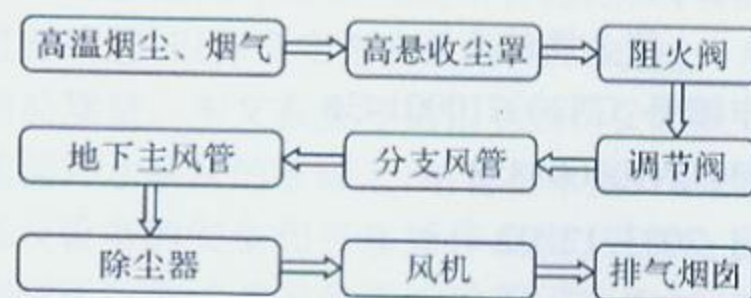 高温烟尘、烟气
高悬收尘罩
阻火阀
调节阀
分支风管
地下主风管
除尘器
风机
排气烟囱